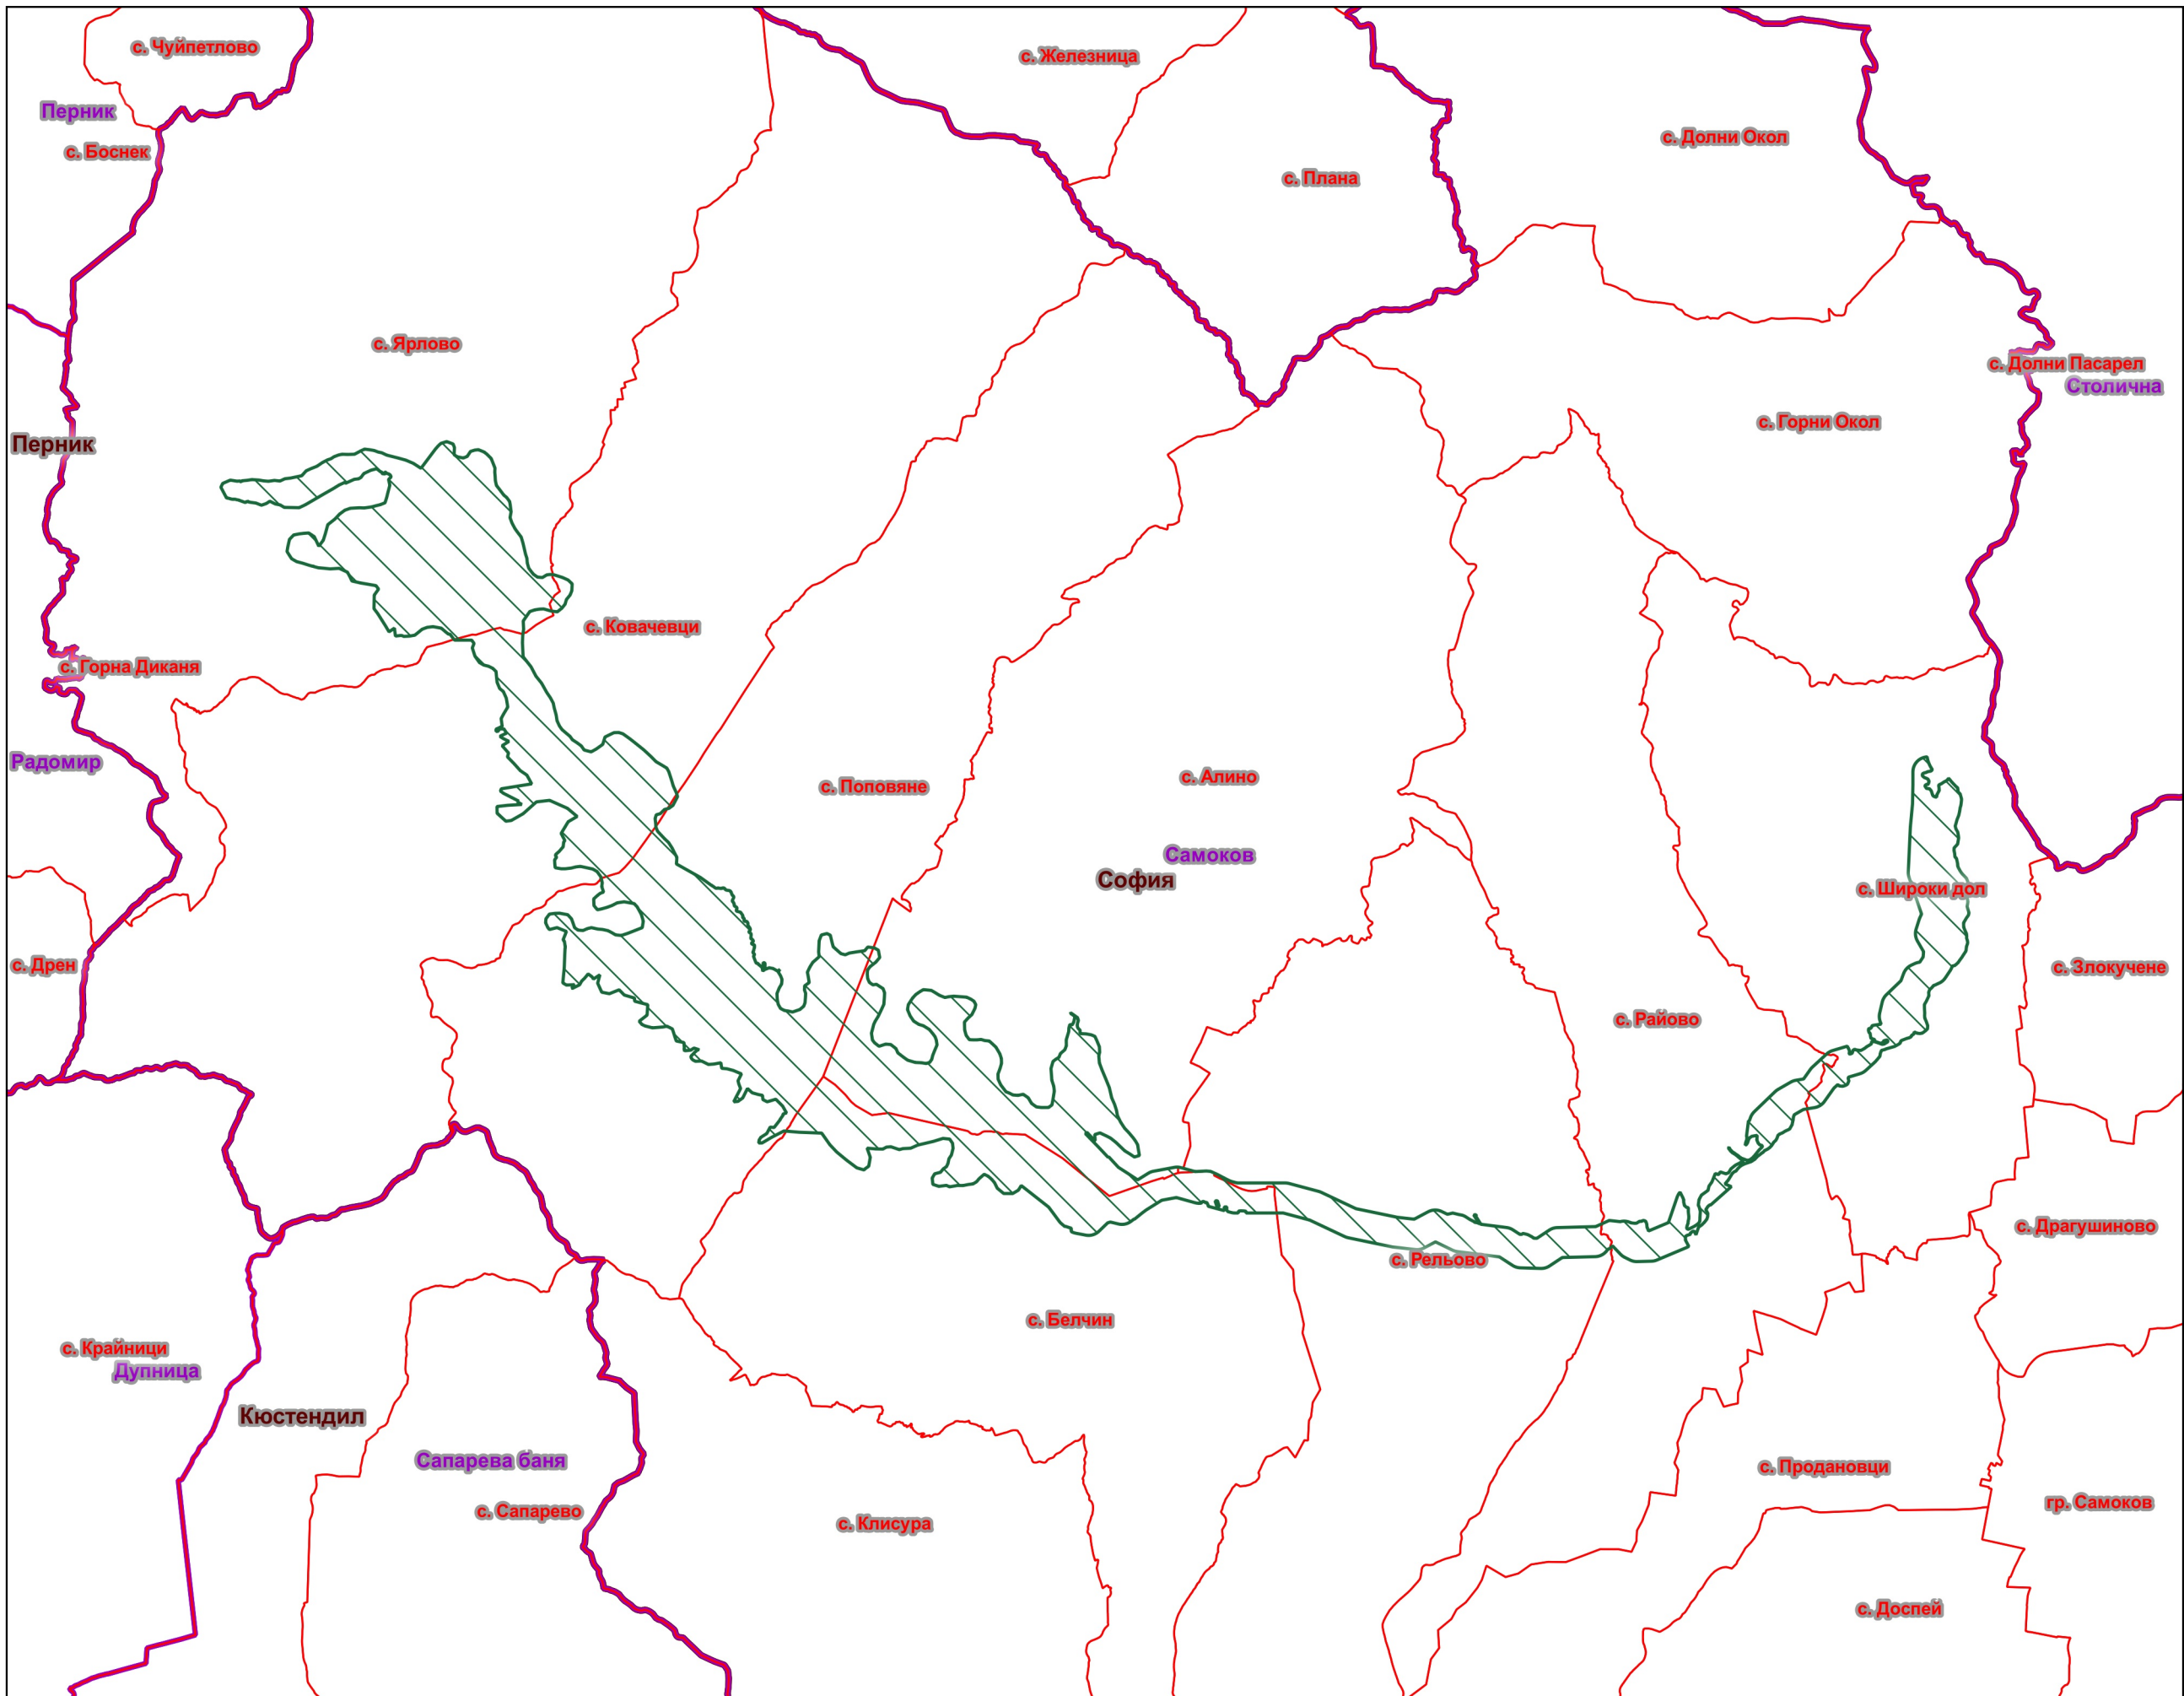 с. Чуйпетлово
с. Железница
Перник
с. Долни Окол
с. Боснек
с. Плана
с. Ярлово
с. Долни Пасарел
Столична
с. Горни Окол
Перник
с. Ковачевци
с. Горна Диканя
Радомир
с. Алино
с. Поповяне
Самоков
София
с. Широки дол
с. Дрен
с. Злокучене
с. Райово
с. Драгушиново
с. Рельово
с. Белчин
с. Крайници
Дупница
Кюстендил
Сапарева баня
с. Продановци
гр. Самоков
с. Сапарево
с. Клисура
с. Доспей